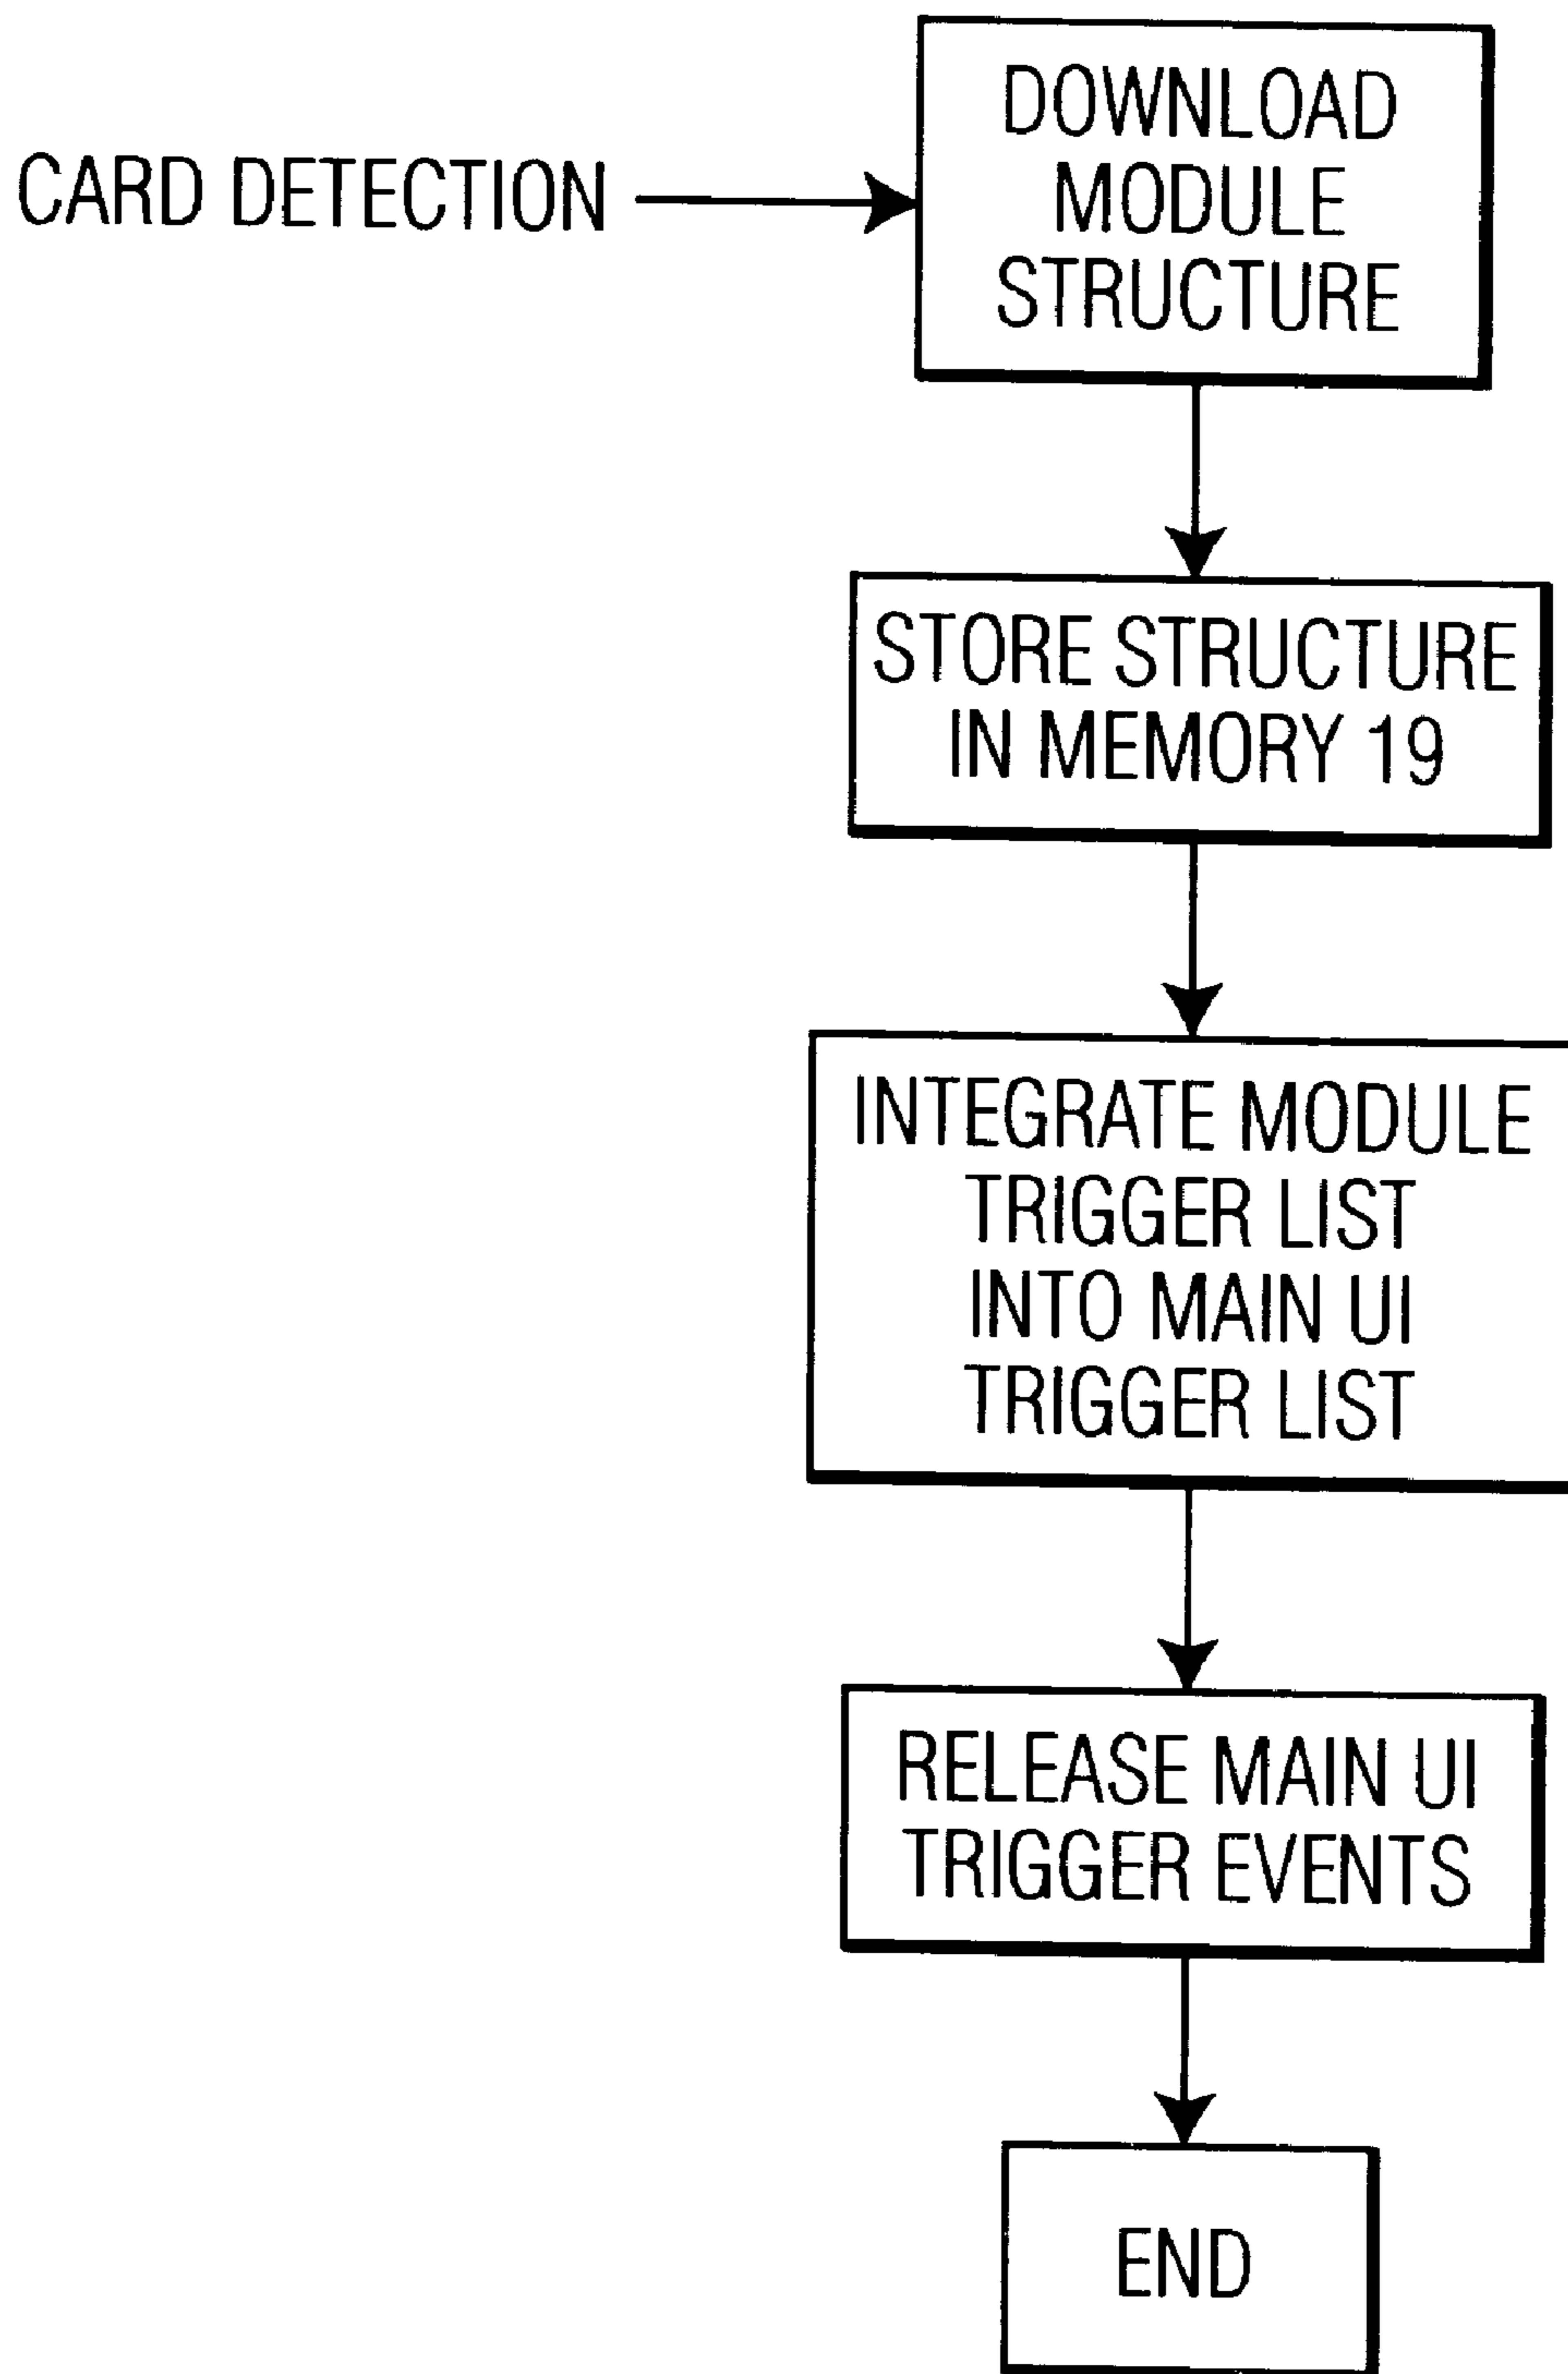 CARD DETECTION
DOWNLOAD
MODULE
STRUCTURE
STORE STRUCTURE
IN MEMORY 19
INTEGRATE MODULE
TRIGGER LIST
INTO MAIN UI
TRIGGER LIST
RELEASE MAIN UI
TRIGGER EVENTS
END